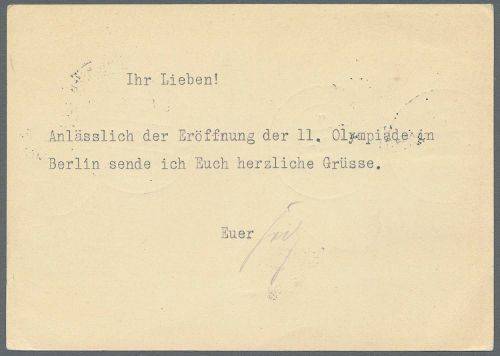 Ihr Lieben!
Anlässlich der Eröffnung der 11. Olympiade in
Berlin sende ich Euch herzliche Grüsse.
Euer